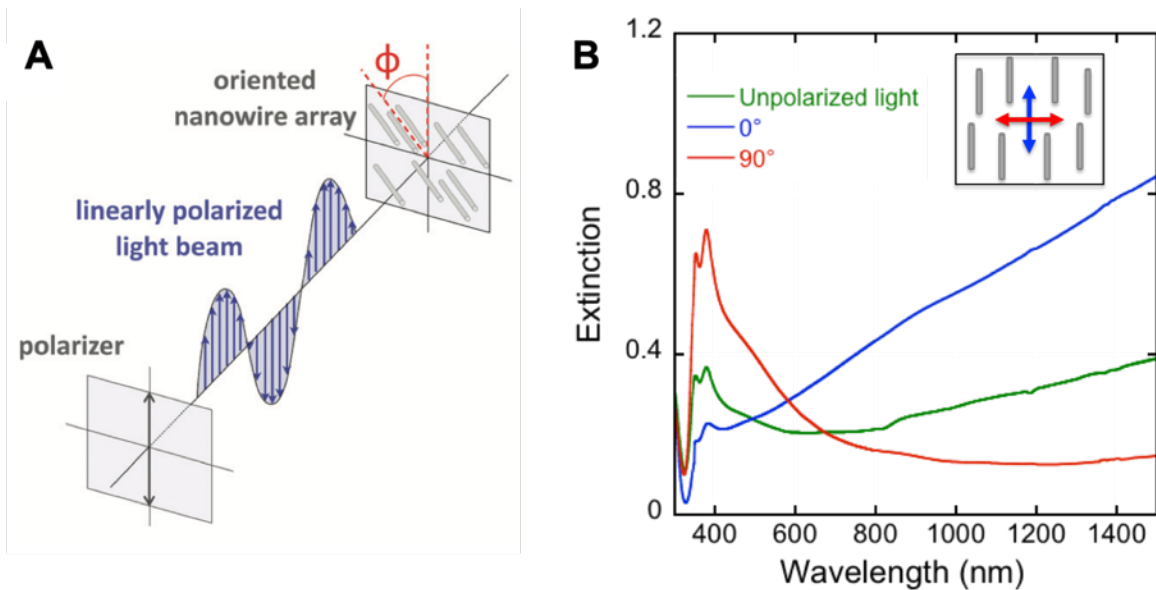 A
ϕ
oriented
nanowire array
linearly polarized
light beam
polarizer
B
1.2
0.8
0.4
0
Extinction
Unpolarized light
0°
90°
400 600 800 1000 1200 1400
Wavelength (nm)